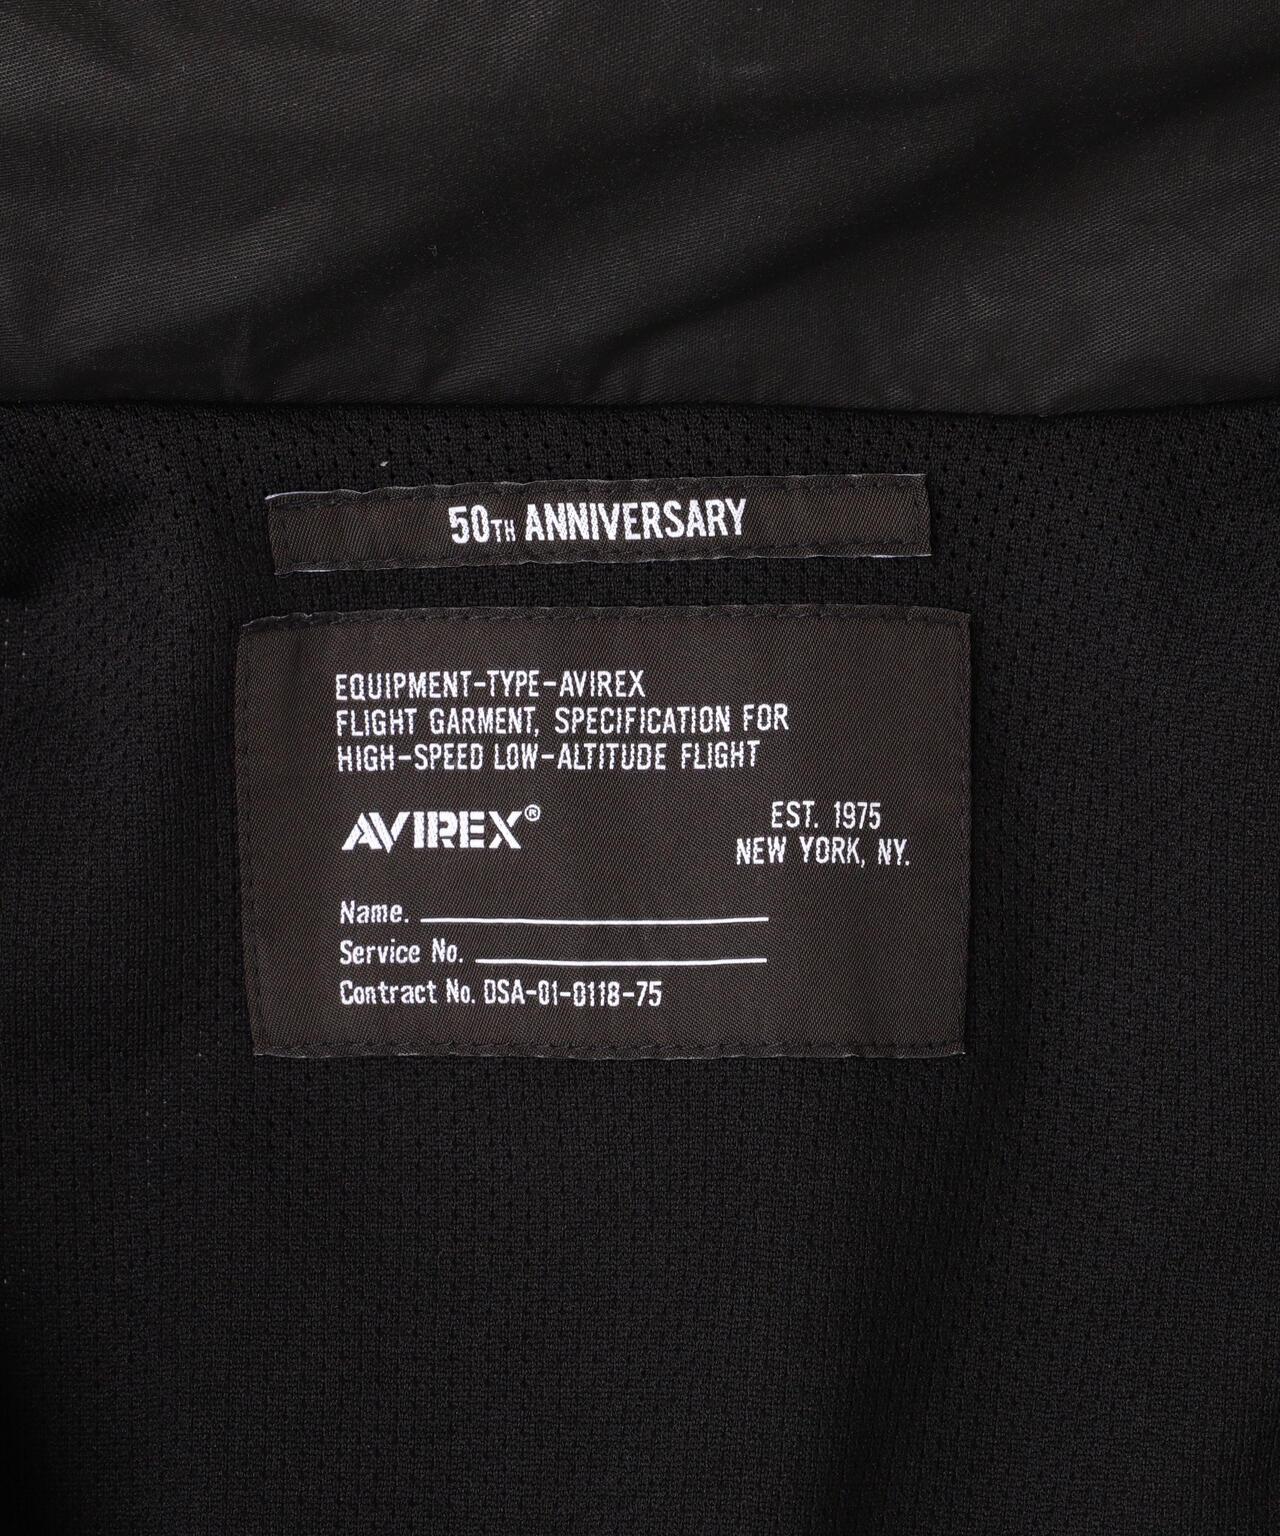 50TH ANNIVERSARY
EQUIPMENT-TYPE-AVIREX
FLIGHT GARMENT, SPECIFICATION FOR
HIGH-SPEED LOW-ALTITUDE FLIGHT
AVIREX®
EST. 1975
NEW YORK, NY.
Name.
Service No.
Contract No. DSA-01-0118-75